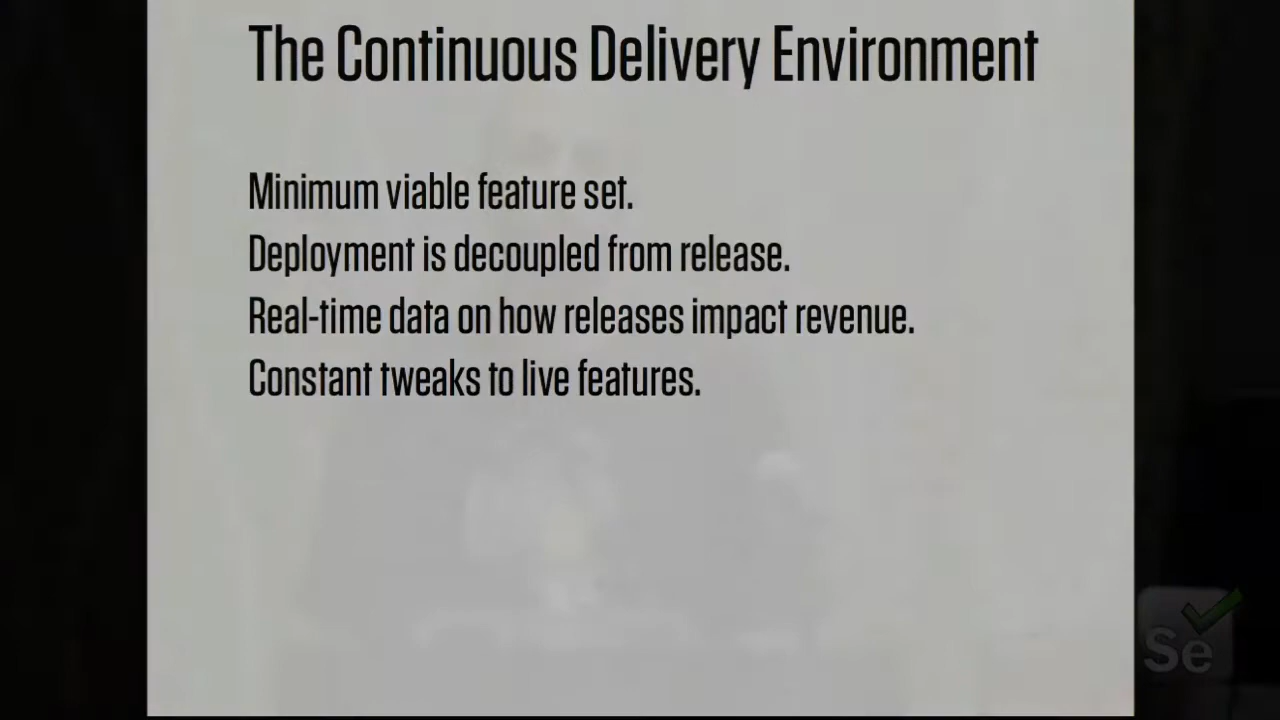 The Continuous Delivery Environment
Minimum viable feature set.
Deployment is decoupled from release.
Real-time data on how releases impact revenue.
Constant tweaks to live features.
Se